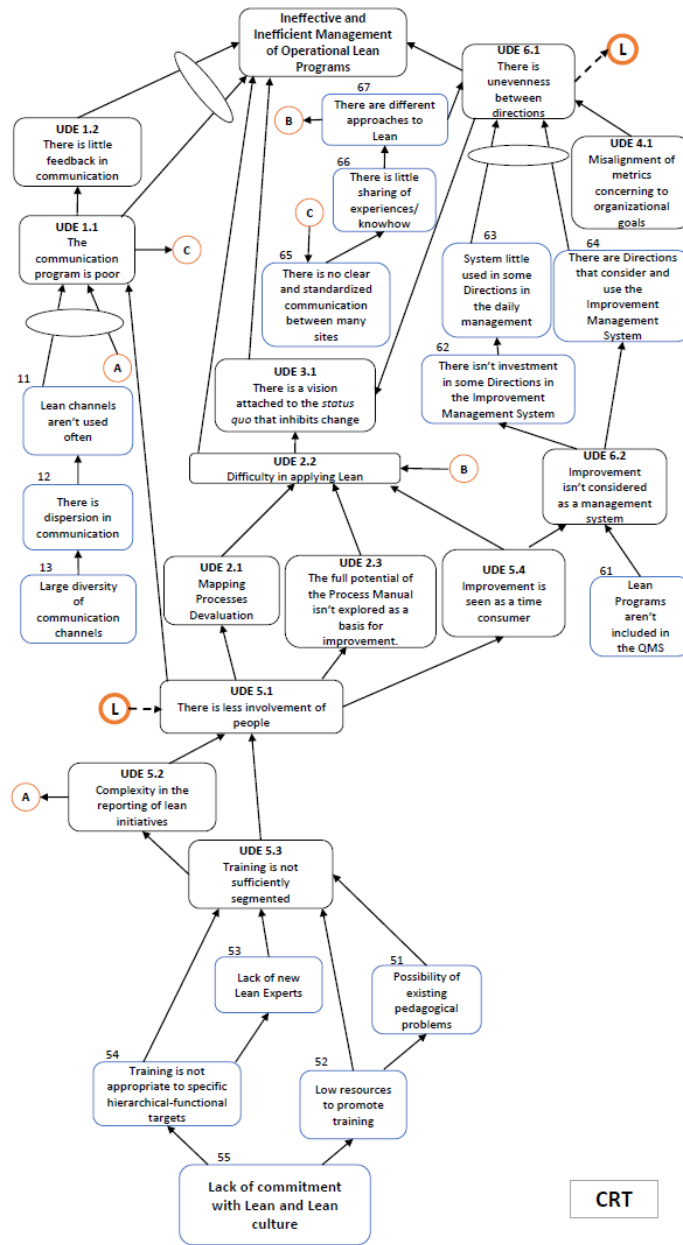 Ineffective and
Inefficient Management
of Operational Lean
Programs
UDE 6.1
There is
unevenness
between
directions
L
67
There are different
approaches to
Lean
B
UDE 1.2
There is little
feedback in
communication
66
There is little
sharing of
experiences/
knowhow
UDE 4.1
Misalignment of
metrics
concerning to
organizational
goals
UDE 1.1
The
communication
program is poor
C
C
65
There is no clear
and standardized
communication
between many
sites
63
System little
used in some
Directions in
the daily
management
64
There are Directions
that consider and
use the
Improvement
Management
System
A
11
Lean channels
aren't used
often
UDE 3.1
There is a vision
attached to the status
quo that inhibits change
62
There isn't investment
in some Directions in
the Improvement
Management System
12
There is
dispersion in
communication
UDE 2.2
Difficulty in applying Lean
B
UDE 6.2
Improvement
isn't considered
as a management
system
13
Large diversity
of
communication
channels
UDE 2.1
Mapping
Processes
Devaluation
UDE 2.3
The full potential of
the Process Manual
isn't explored as a
basis for
improvement.
UDE 5.4
Improvement is
seen as a time
consumer
61
Lean
Programs
aren't
included in
the QMS
L
UDE 5.1
There is less involvement of
people
A
UDE 5.2
Complexity in the
reporting of lean
initiatives
UDE 5.3
Training is not
sufficiently
segmented
53
Lack of new
Lean Experts
51
Possibility of
existing
pedagogical
problems
54
Training is not
appropriate to specific
hierarchical-functional
targets
52
Low resources
to promote
training
55
Lack of commitment
with Lean and Lean
culture
CRT